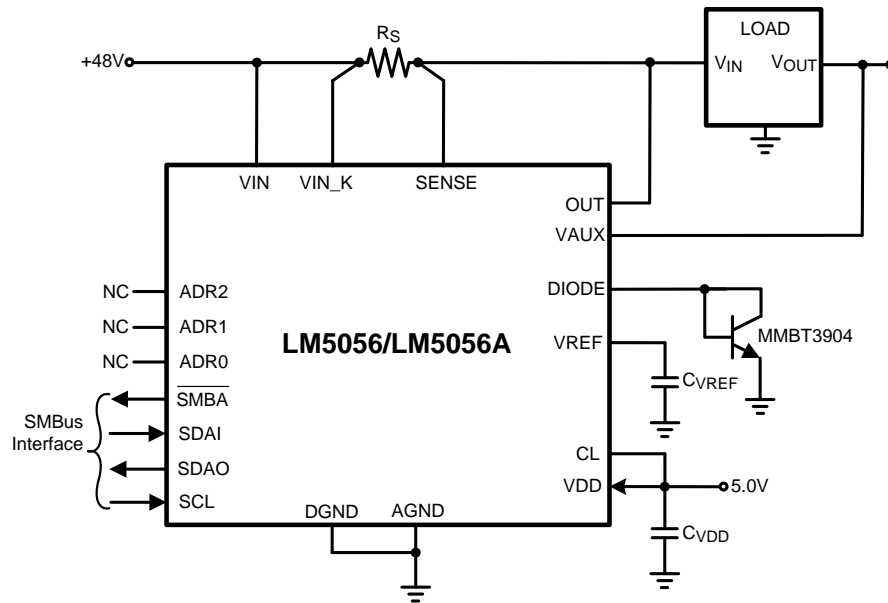 RS
LOAD
+48V
VIN
VOUT
VIN
VIN_K
SENSE
OUT
VAUX
NC
ADR2
DIODE
NC
ADR1
MMBT3904
LM5056/LM5056A
VREF
NC
ADR0
CVREF
SMBA
SMBus
Interface
SDAI
CL
SDAO
VDD
5.0V
SCL
DGND
AGND
CVDD